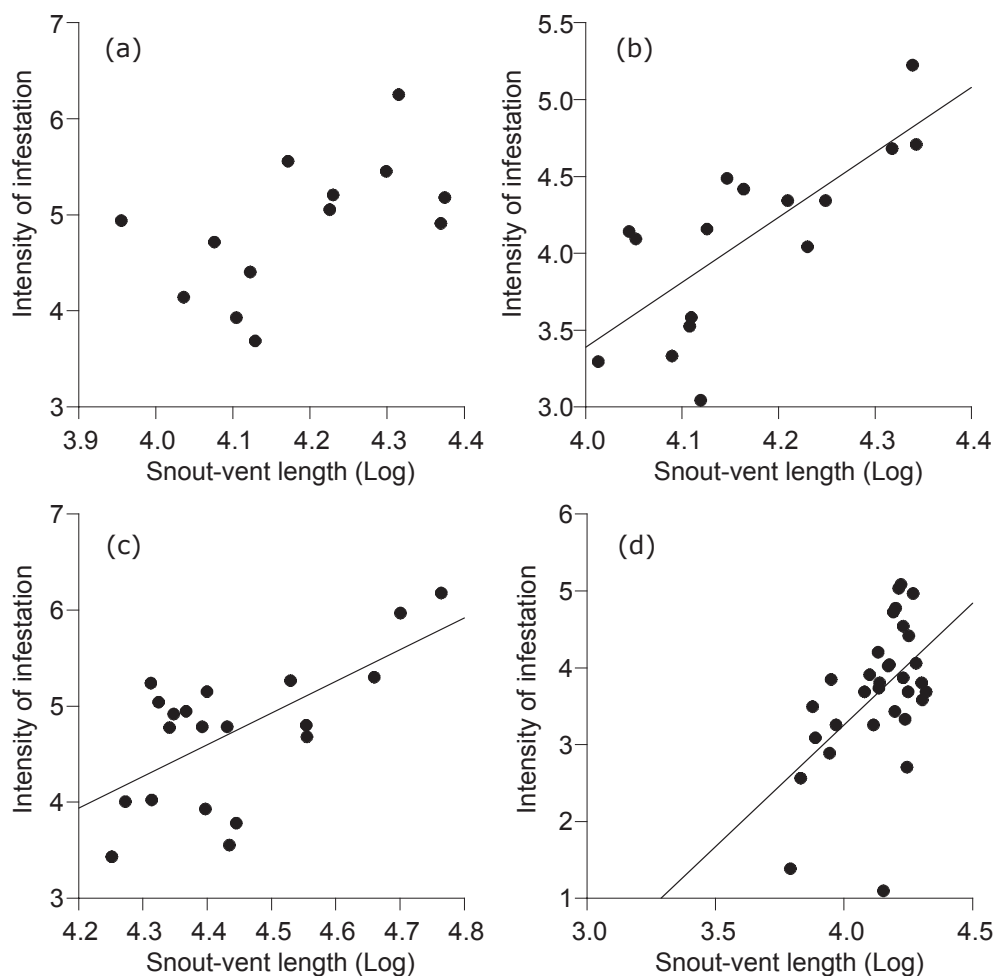 (a)
Intensity of infestation
7
6
5
4
3
3.9 4.0 4.1 4.2 4.3 4.4
Snout-vent length (Log)
(b)
Intensity of infestation
5.5
5.0
4.5
4.0
3.5
3.0
4.0 4.1 4.2 4.3 4.4
Snout-vent length (Log)
(c)
Intensity of infestation
7
6
5
4
3
4.2 4.3 4.4 4.5 4.6 4.7 4.8
Snout-vent length (Log)
(d)
Intensity of infestation
6
5
4
3
2
1
3.0 3.5 4.0 4.5
Snout-vent length (Log)